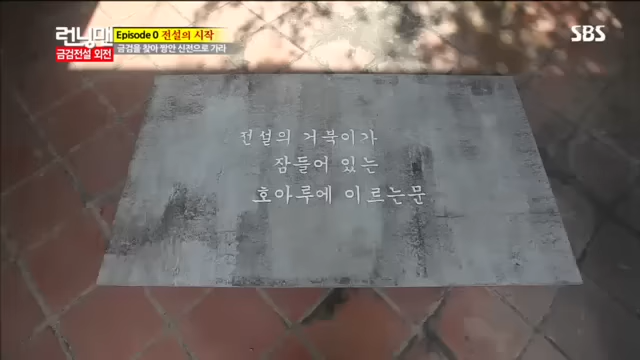 런닝맨
금검전설 외전
Episode 0 전설의 시작
금검을 찾아 방안 신전으로 가라
SBS
전설의 거북이가
잠들어 있는
호아루에 이르는문